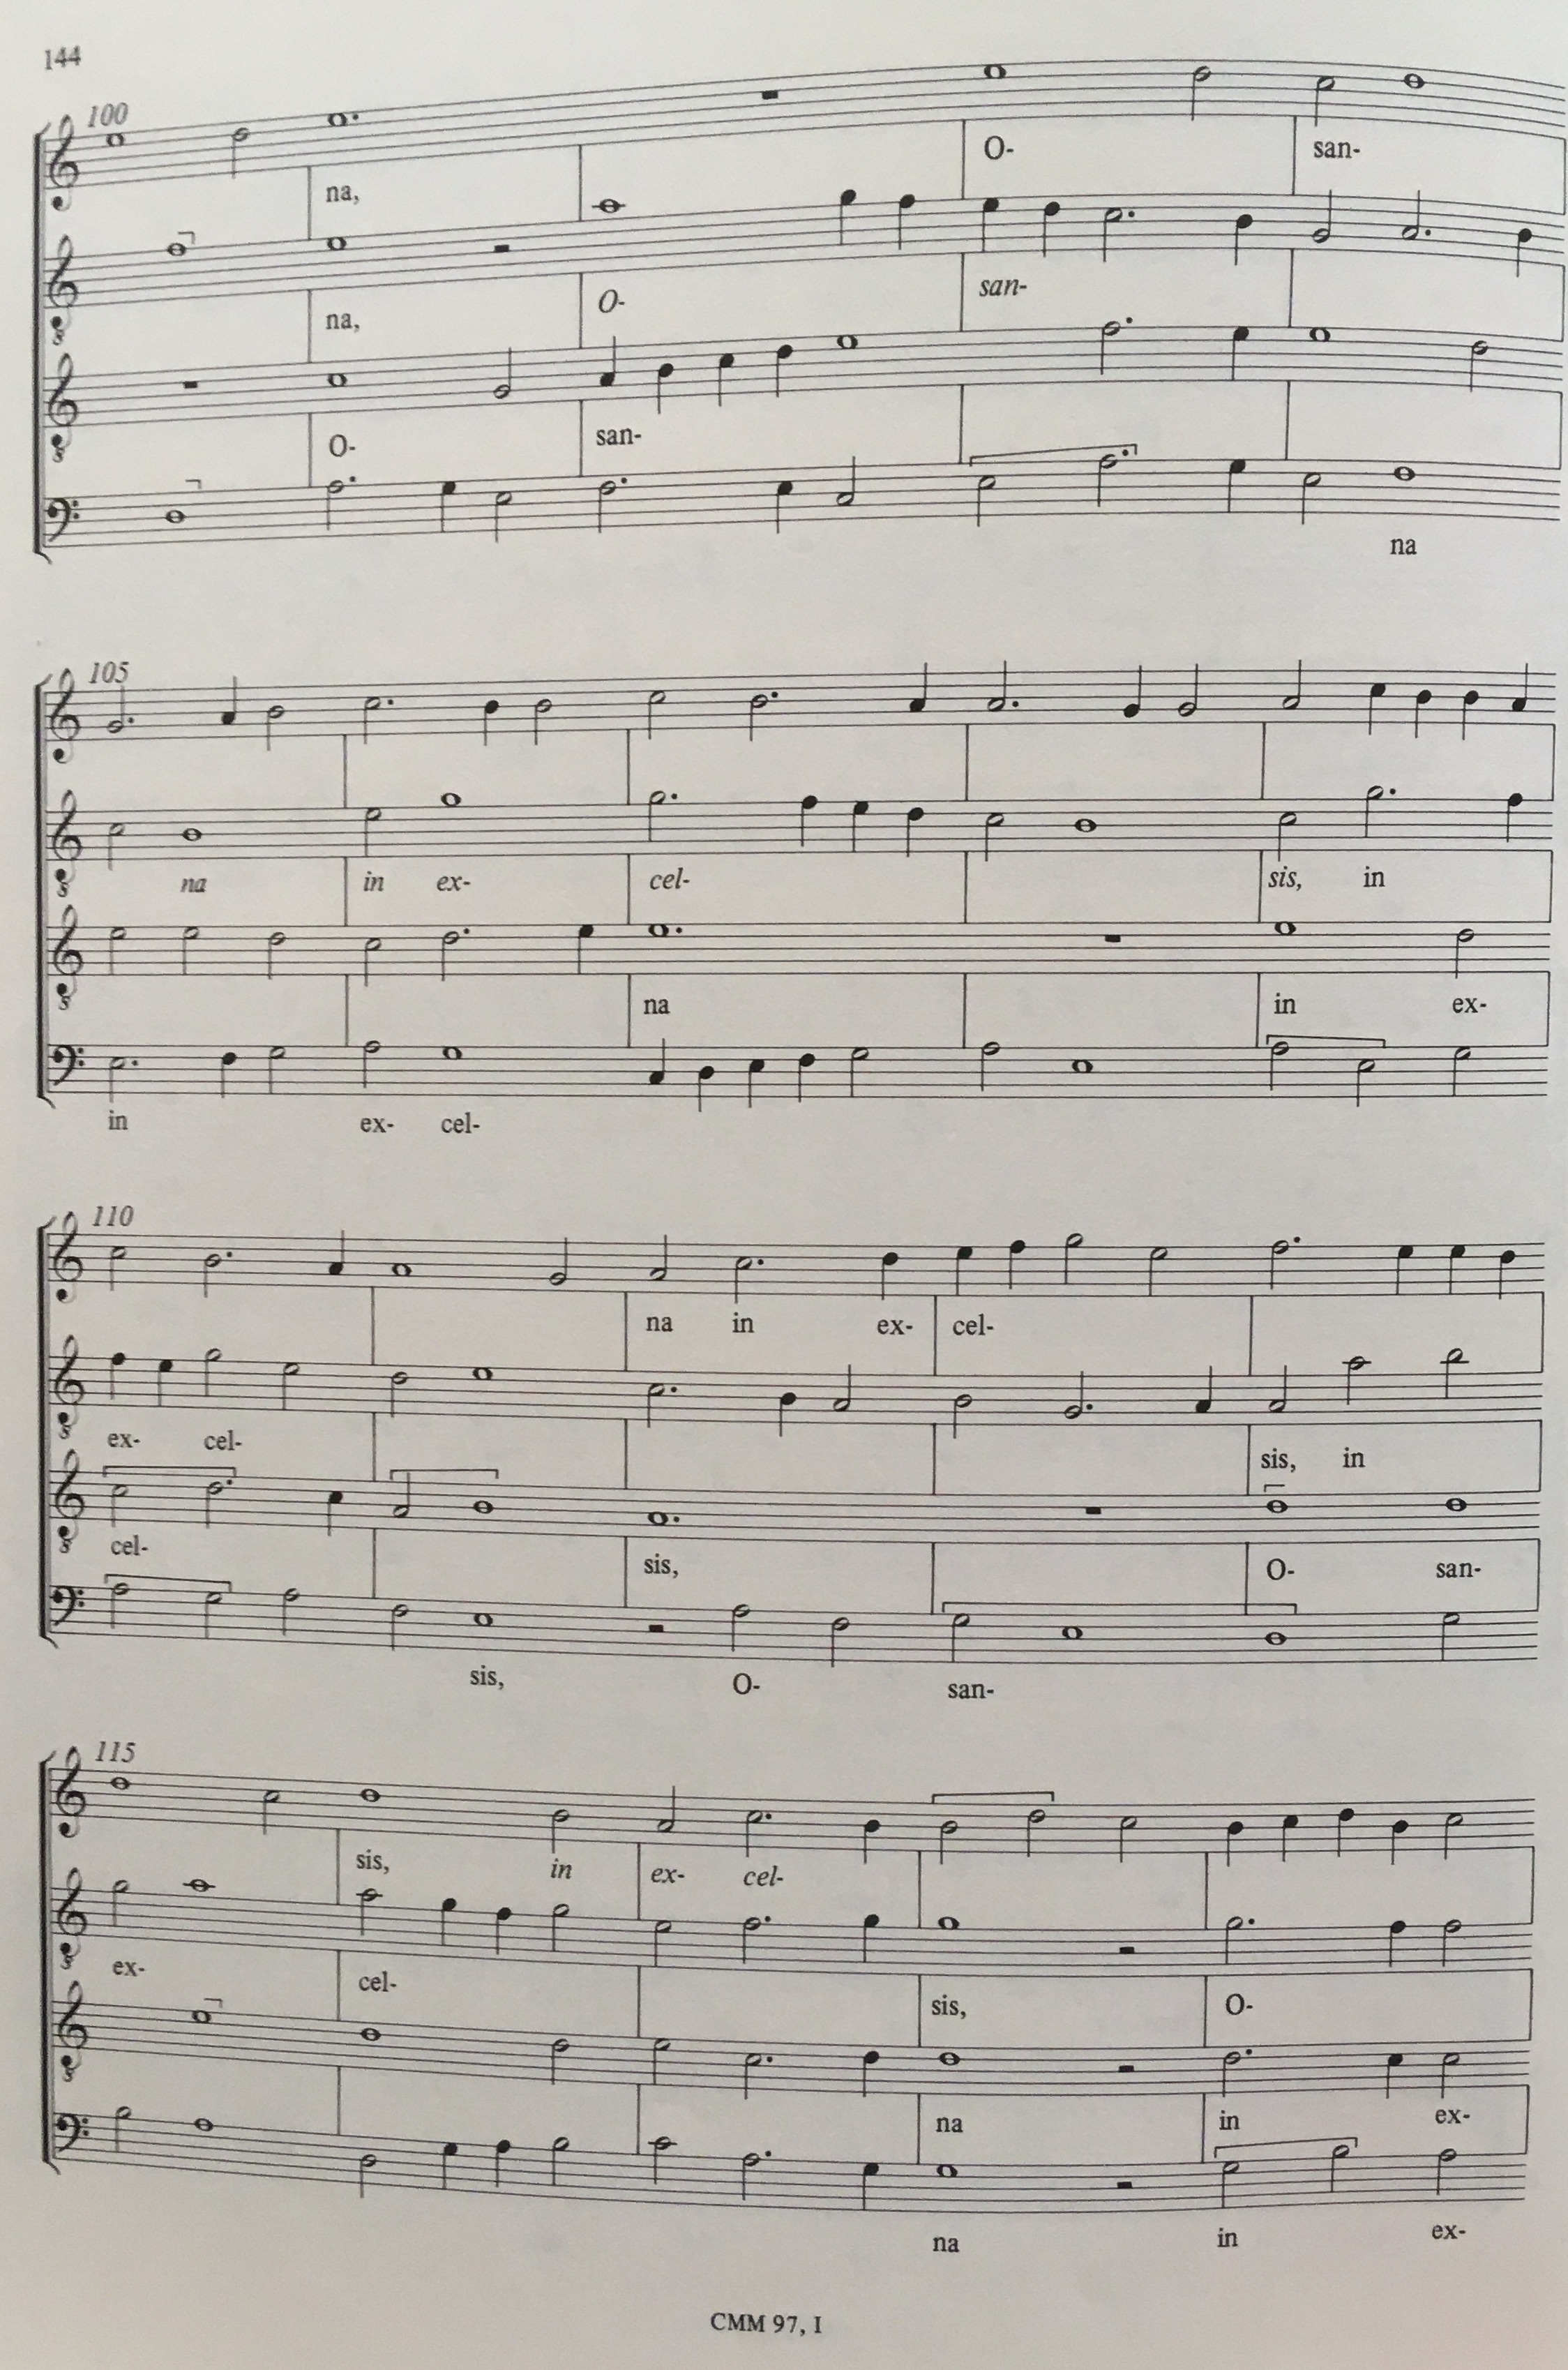 144
100
O- san-
na,
O- san-
na,
O- san-
na
105
na in ex- cel- sis, in
na in ex-
in ex- cel-
110
na in ex- cel-
ex- cel- sis, in
cel- sis, O- san-
sis, O- san-
115
sis, in ex- cel-
ex- cel- sis, O-
na in ex-
na in ex-
CMM 97, I